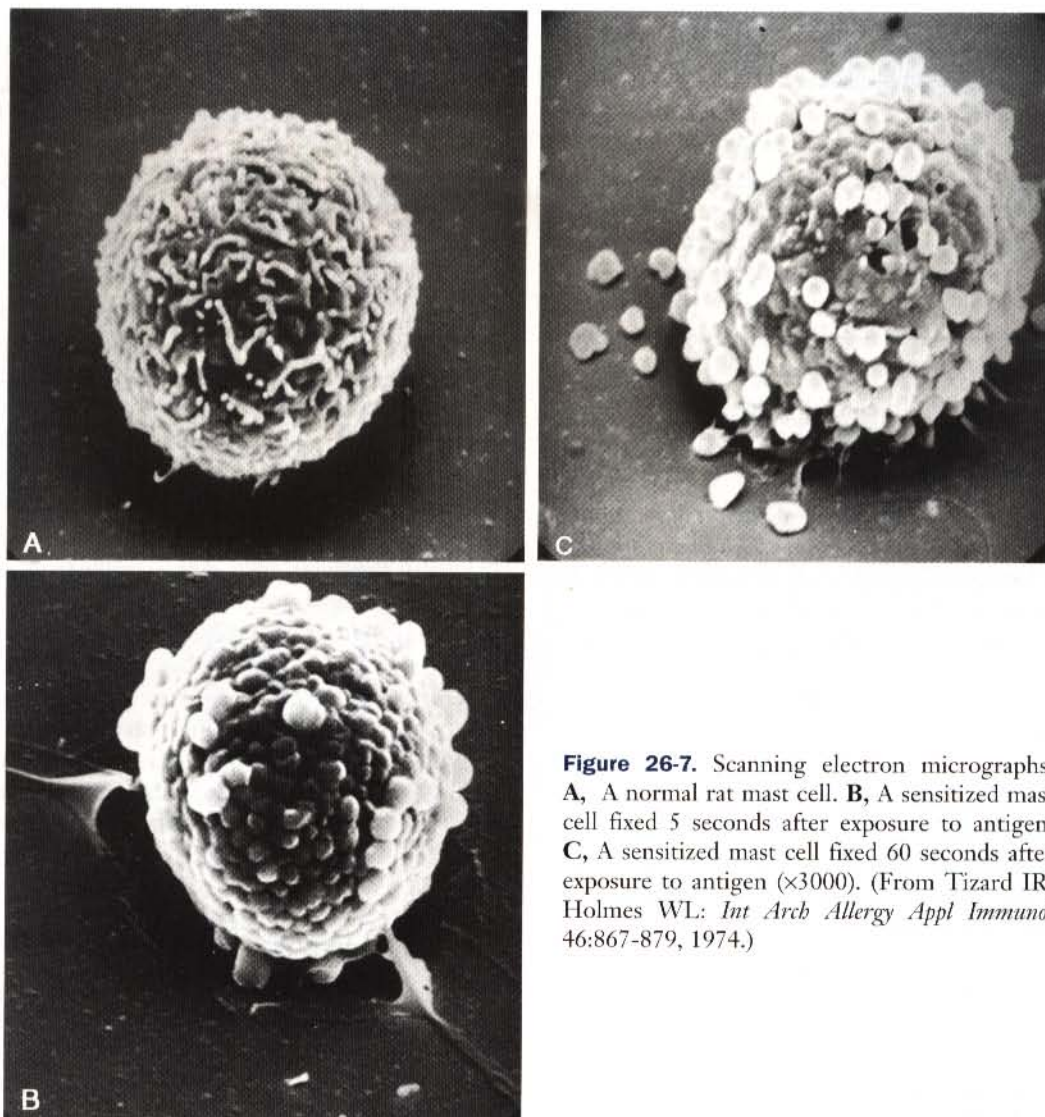 A
C
B
Figure 26-7. Scanning electron micrographs
A, A normal rat mast cell. B, A sensitized mas
cell fixed 5 seconds after exposure to antigen
C, A sensitized mast cell fixed 60 seconds afte
exposure to antigen (×3000). (From Tizard IR
Holmes WL: Int Arch Allergy Appl Immuno
46:867-879, 1974.)